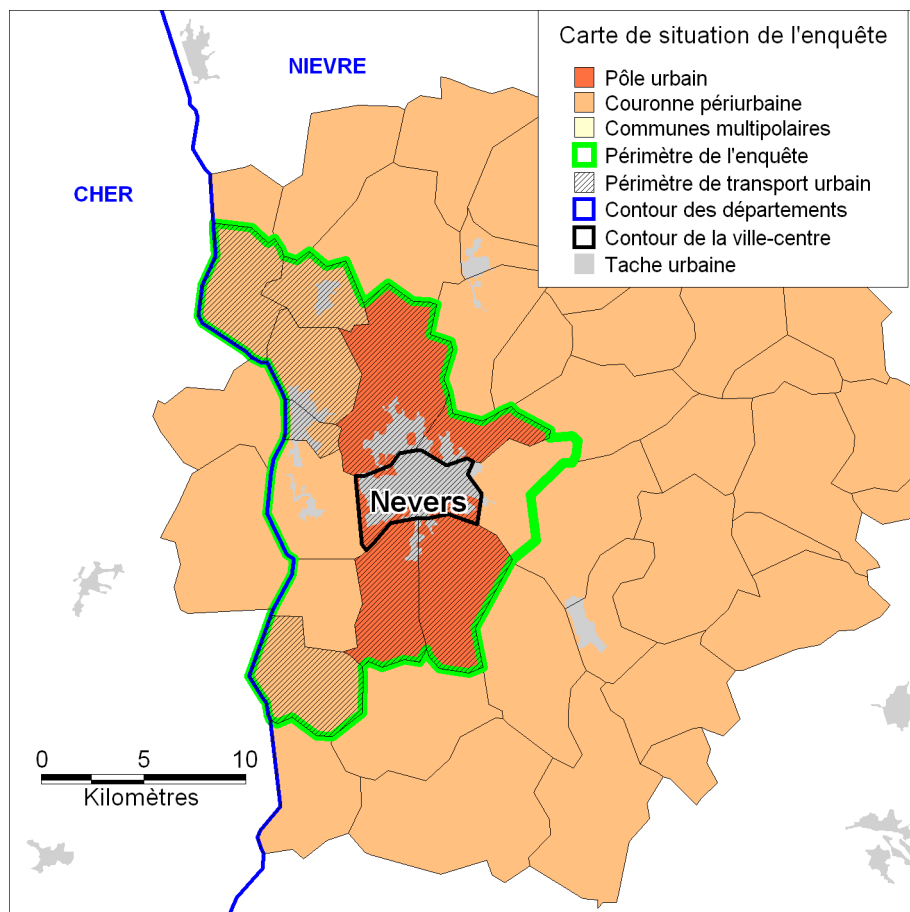 Carte de situation de l'enquête
NIEVRE
Pôle urbain
Couronne périurbaine
Communes multipolaires
Périmètre de l'enquête
Périmètre de transport urbain
Contour des départements
Contour de la ville-centre
Tache urbaine
CHER
Nevers
0 5 10
Kilomètres